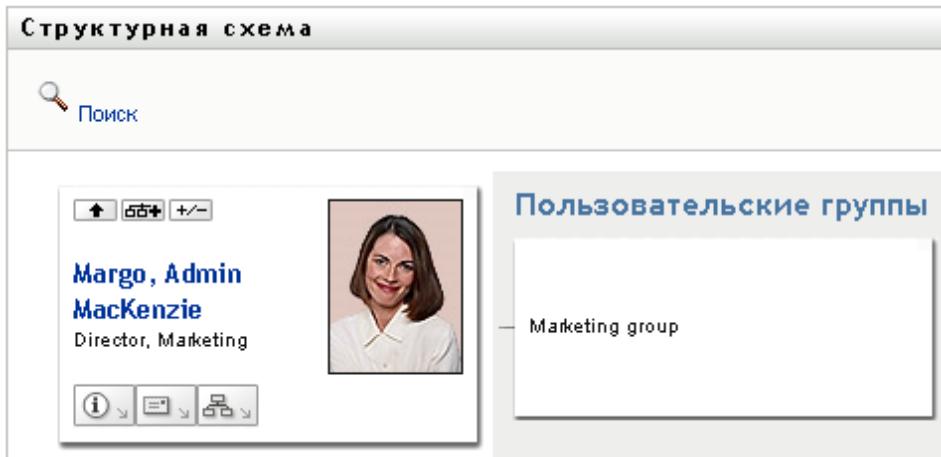 Структурная схема
Поиск
+/-
Margo, Admin
MacKenzie
Director, Marketing
Пользовательские группы
Marketing group